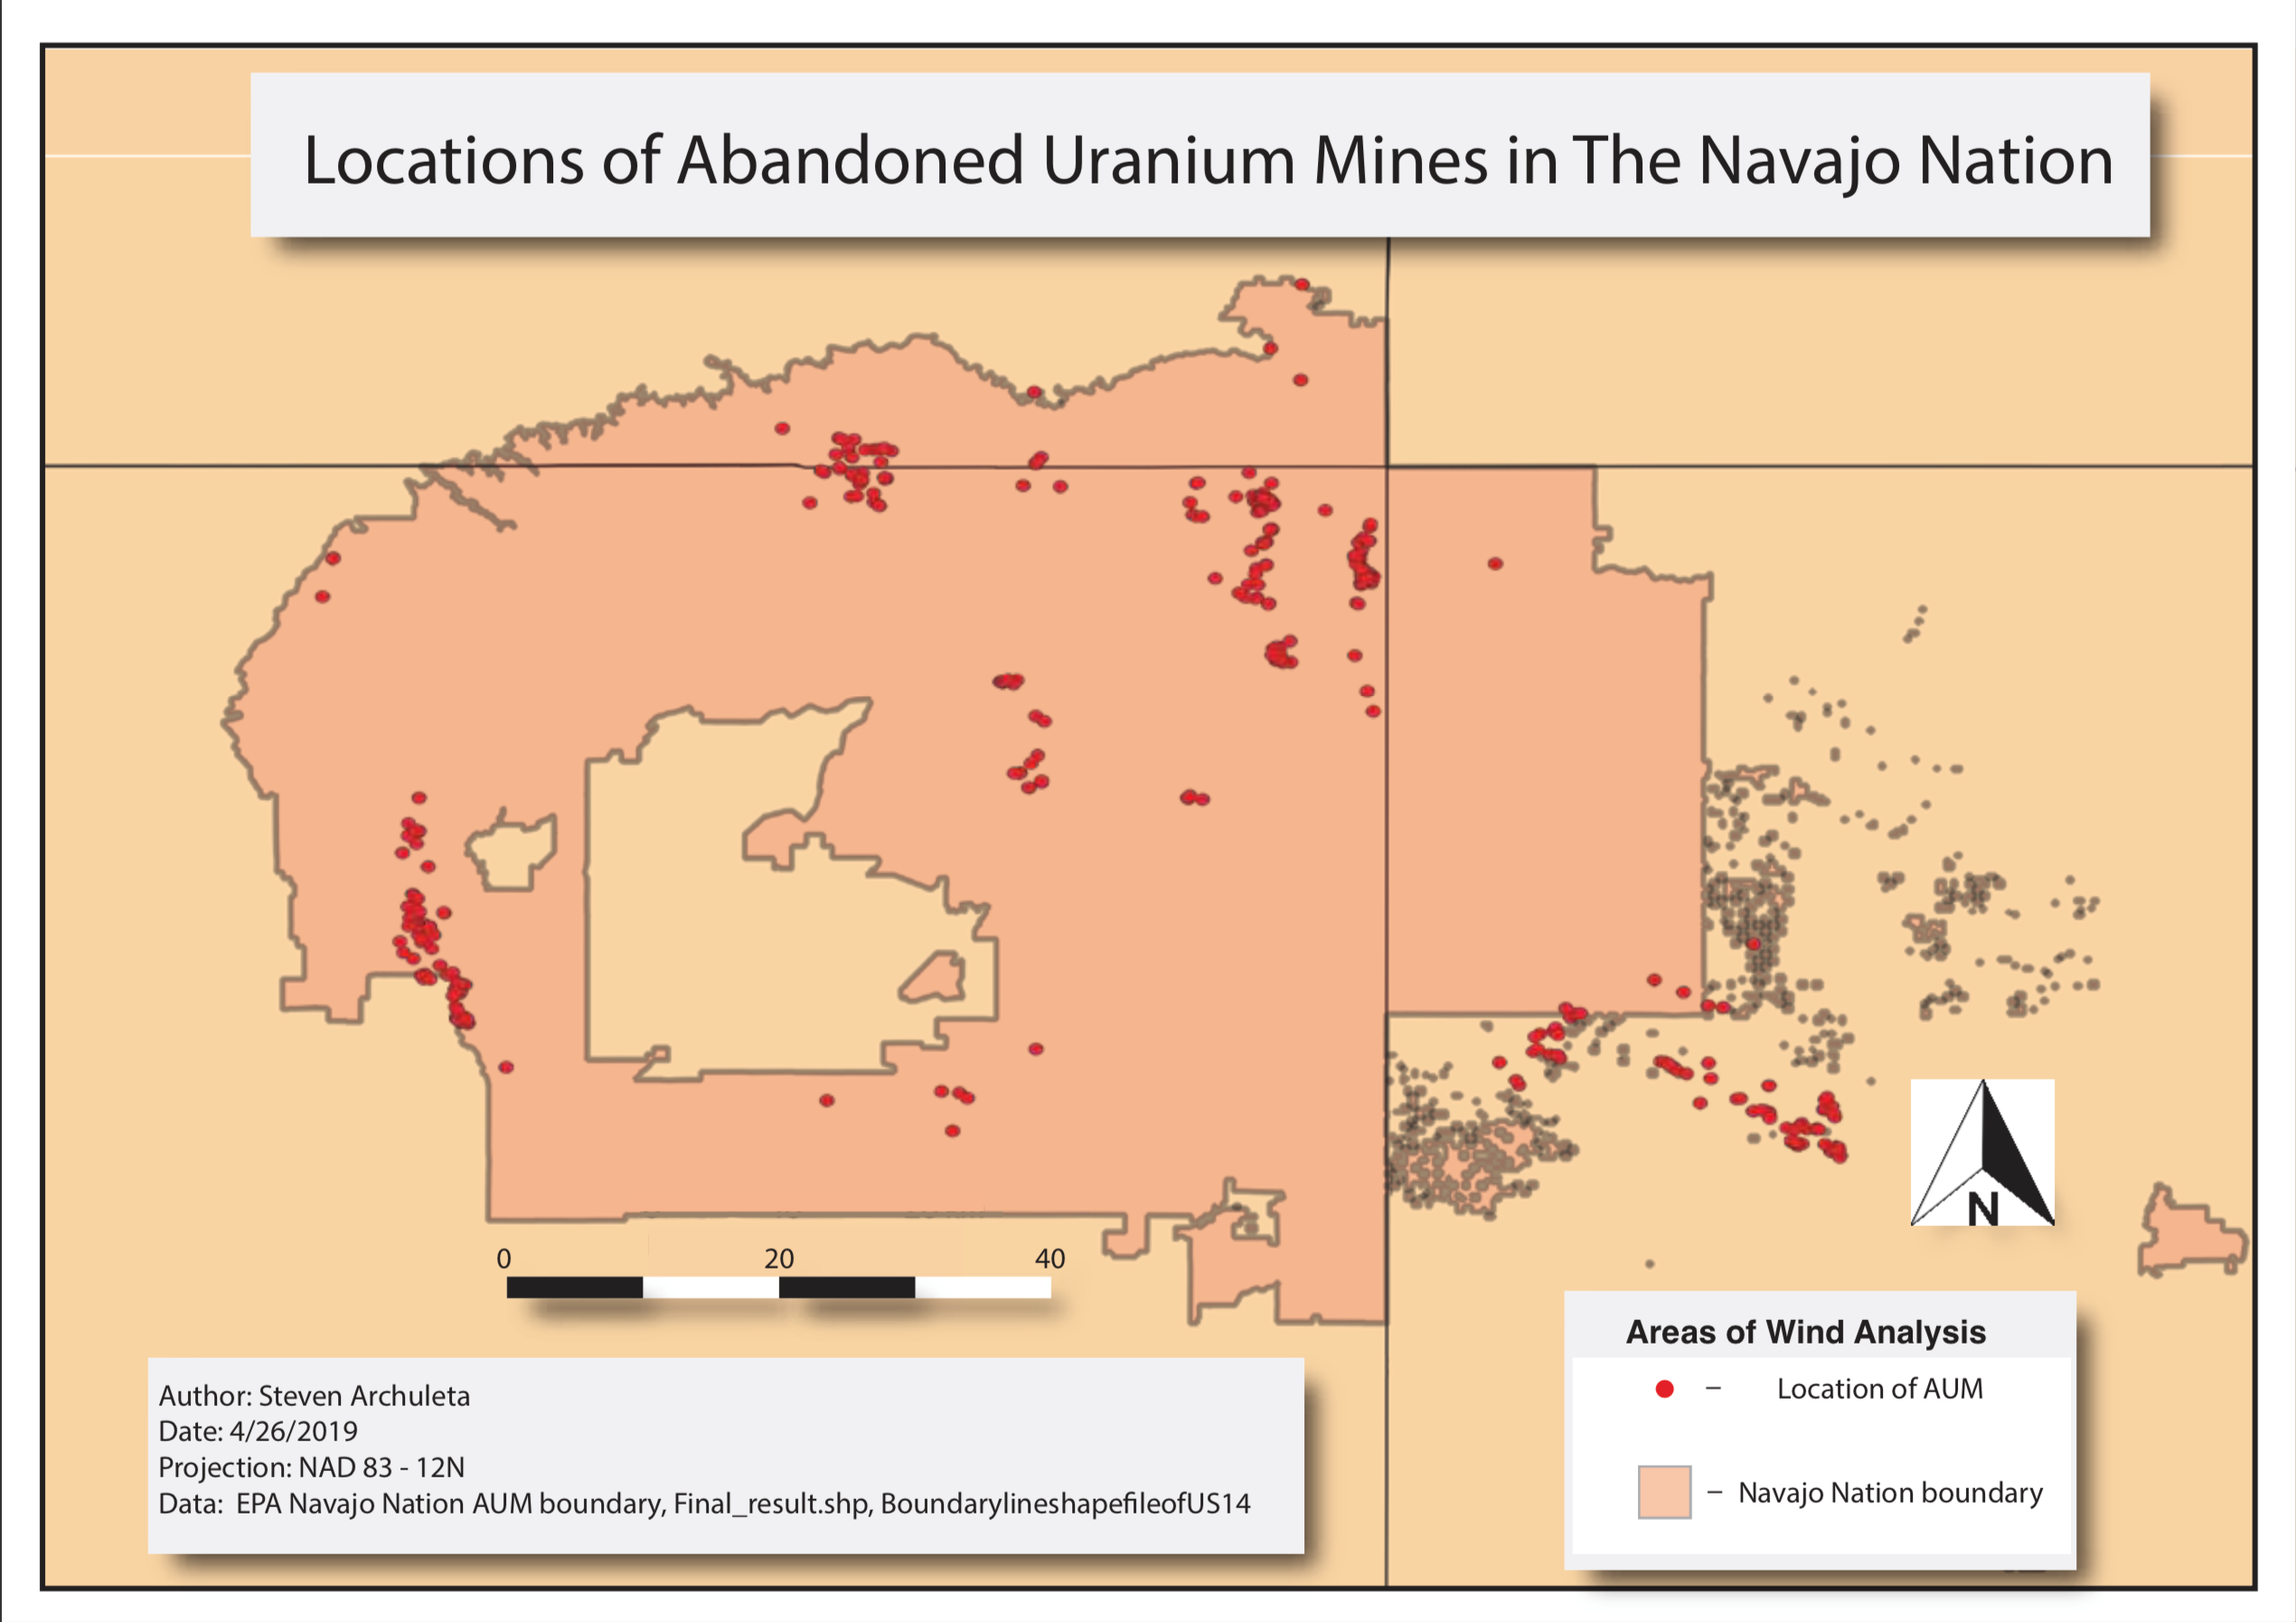 Locations of Abandoned Uranium Mines in The Navajo Nation
N
0 20 40
Areas of Wind Analysis
– Location of AUM
– Navajo Nation boundary
Author: Steven Archuleta
Date: 4/26/2019
Projection: NAD 83 - 12N
Data: EPA Navajo Nation AUM boundary, Final_result.shp, BoundarylineshapefileofUS14